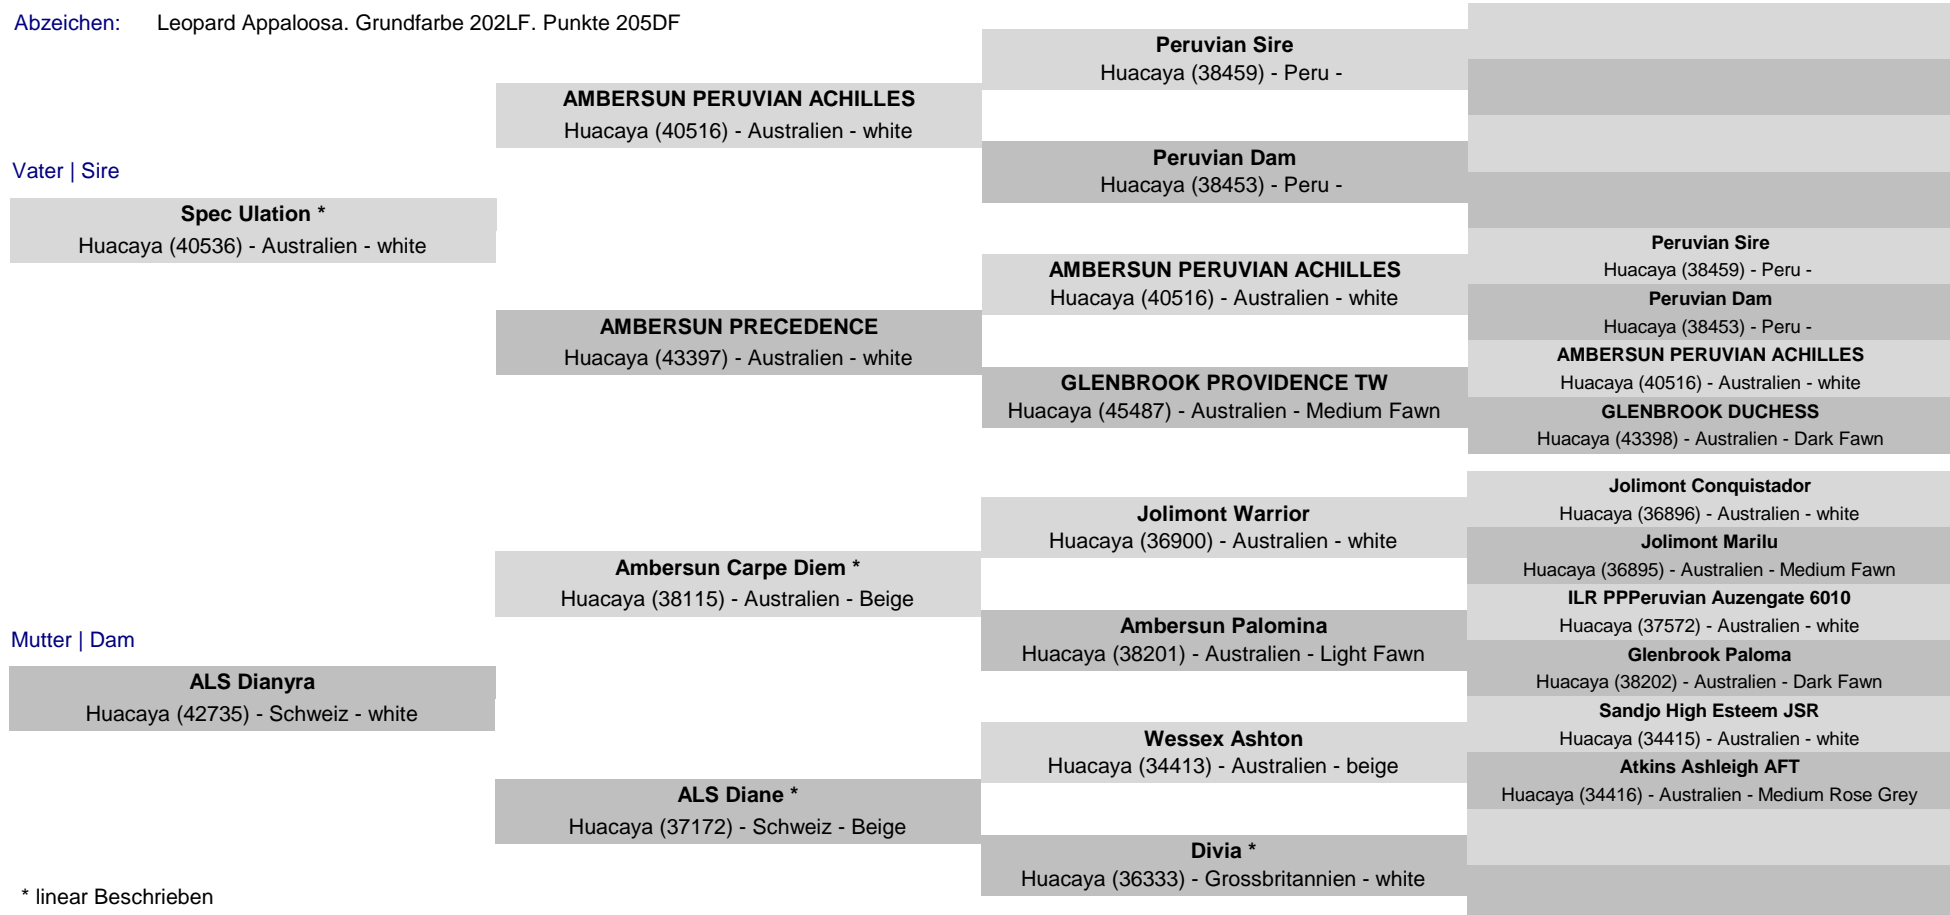 Abzeichen: Leopard Appaloosa. Grundfarbe 202LF. Punkte 205DF
Vater | Sire
Spec Ulation *
Huacaya (40536) - Australien - white
Mutter | Dam
ALS Dianyra
Huacaya (42735) - Schweiz - white
* linear Beschrieben
AMBERSUN PERUVIAN ACHILLES
Huacaya (40516) - Australien - white
AMBERSUN PRECEDENCE
Huacaya (43397) - Australien - white
Ambersun Carpe Diem *
Huacaya (38115) - Australien - Beige
ALS Diane *
Huacaya (37172) - Schweiz - Beige
Peruvian Sire
Huacaya (38459) - Peru -
Peruvian Dam
Huacaya (38453) - Peru -
AMBERSUN PERUVIAN ACHILLES
Huacaya (40516) - Australien - white
GLENBROOK PROVIDENCE TW
Huacaya (45487) - Australien - Medium Fawn
Jolimont Warrior
Huacaya (36900) - Australien - white
Ambersun Palomina
Huacaya (38201) - Australien - Light Fawn
Wessex Ashton
Huacaya (34413) - Australien - beige
Divia *
Huacaya (36333) - Grossbritannien - white
Peruvian Sire
Huacaya (38459) - Peru -
Peruvian Dam
Huacaya (38453) - Peru -
AMBERSUN PERUVIAN ACHILLES
Huacaya (40516) - Australien - white
GLENBROOK DUCHESS
Huacaya (43398) - Australien - Dark Fawn
Jolimont Conquistador
Huacaya (36896) - Australien - white
Jolimont Marilu
Huacaya (36895) - Australien - Medium Fawn
ILR PPPeruvian Auzengate 6010
Huacaya (37572) - Australien - white
Glenbrook Paloma
Huacaya (38202) - Australien - Dark Fawn
Sandjo High Esteem JSR
Huacaya (34415) - Australien - white
Atkins Ashleigh AFT
Huacaya (34416) - Australien - Medium Rose Grey